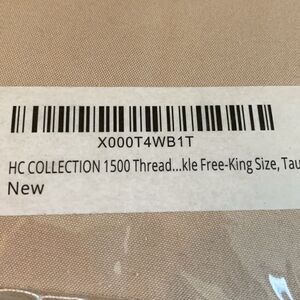 X000T4WB1T
HC COLLECTION 1500 Thread...kle Free-King Size, Tau
New